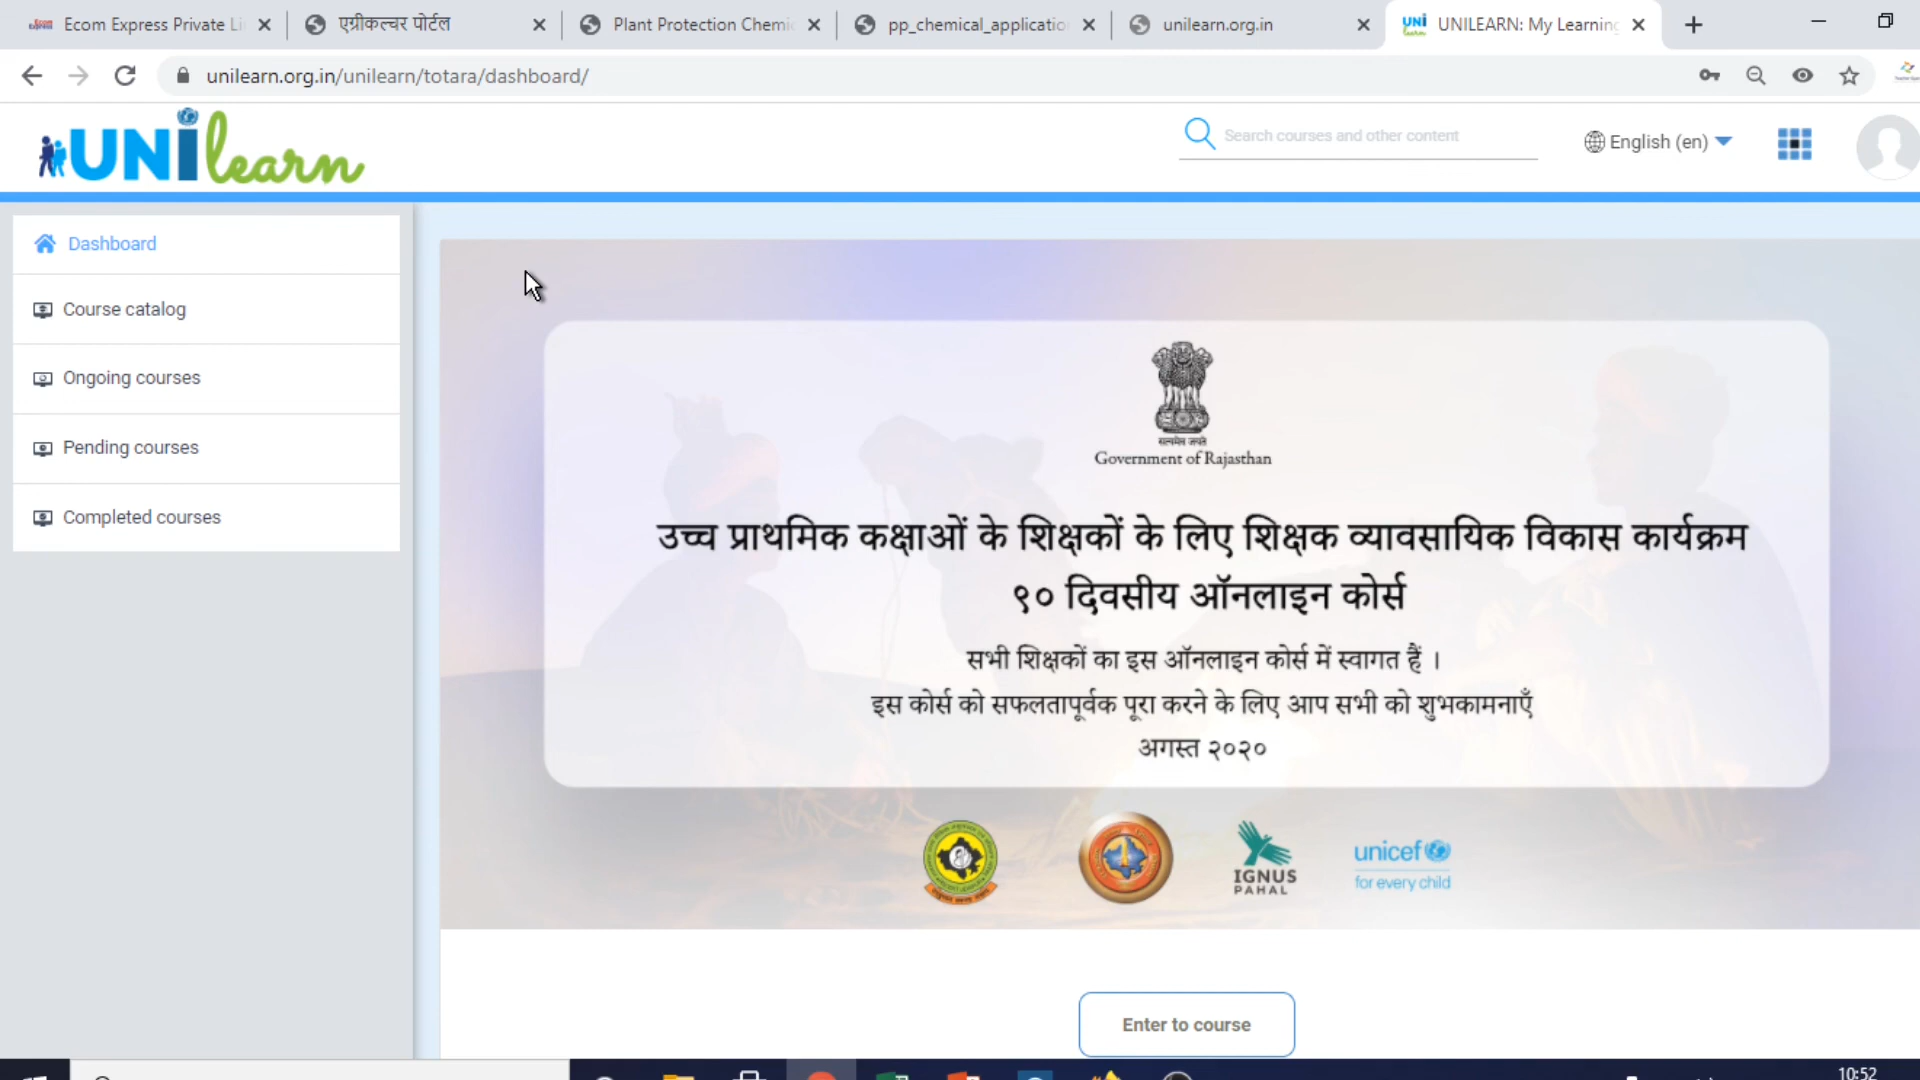 Ecom Express Private Li
एग्रीकल्चर पोर्टल
Plant Protection Chemic
pp_chemical_applicatio
unilearn.org.in
UNILEARN: My Learning
unilearn.org.in/unilearn/totara/dashboard/
UNIlearn
Search courses and other content
English (en)
Dashboard
Course catalog
Ongoing courses
Pending courses
Completed courses
सत्यमेव जयते
Government of Rajasthan
उच्च प्राथमिक कक्षाओं के शिक्षकों के लिए शिक्षक व्यावसायिक विकास कार्यक्रम
९० दिवसीय ऑनलाइन कोर्स
सभी शिक्षकों का इस ऑनलाइन कोर्स में स्वागत हैं ।
इस कोर्स को सफलतापूर्वक पूरा करने के लिए आप सभी को शुभकामनाएँ
अगस्त २०२०
IGNUS
PAHAL
unicef
for every child
Enter to course
10:52